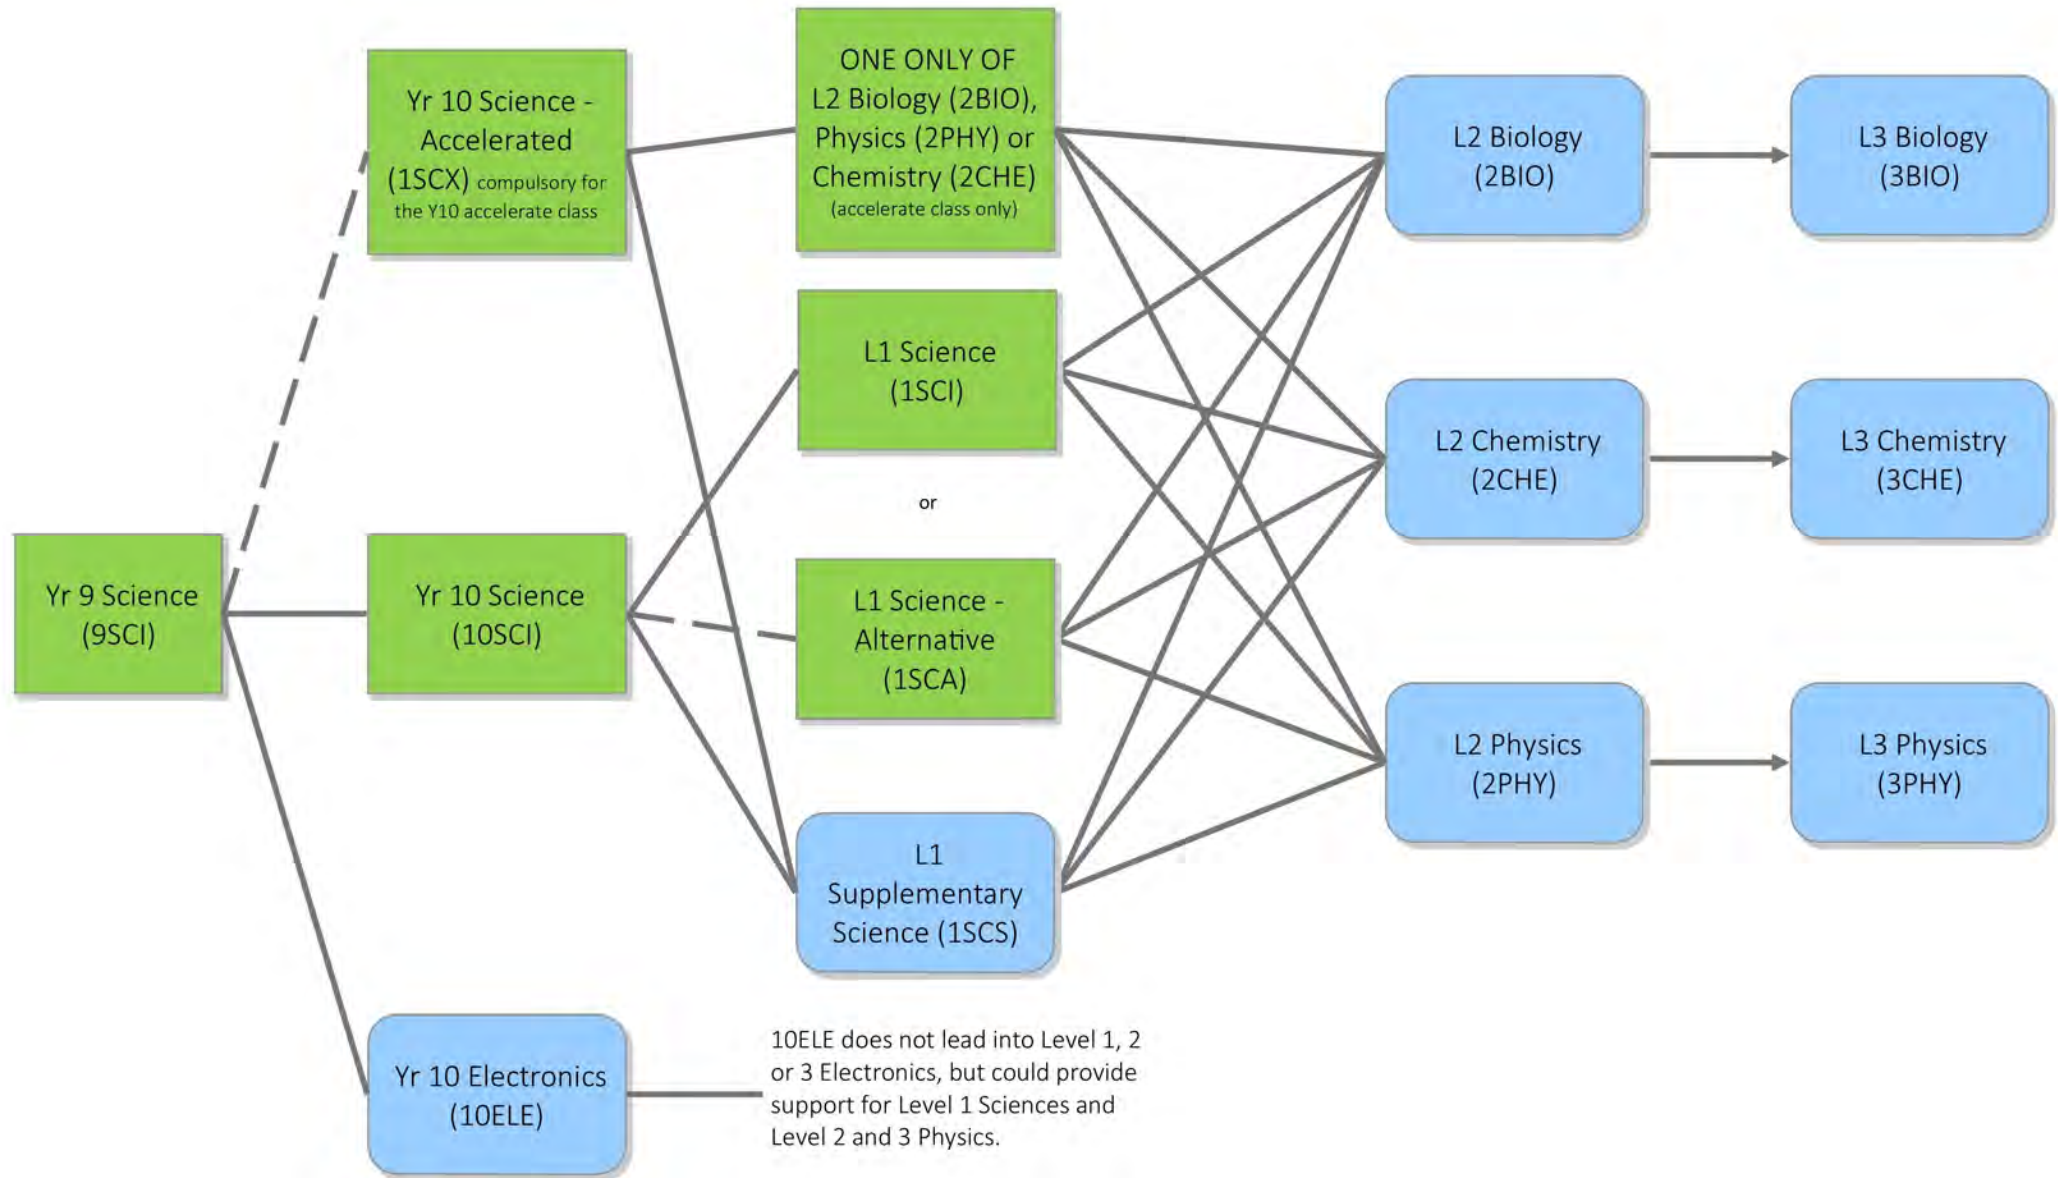 Yr 9 Science
(9SCI)
Yr 10 Science -
Accelerated
(1SCX) compulsory for
the Y10 accelerate class
Yr 10 Science
(10SCI)
Yr 10 Electronics
(10ELE)
ONE ONLY OF
L2 Biology (2BIO),
Physics (2PHY) or
Chemistry (2CHE)
(accelerate class only)
L1 Science
(1SCI)
or
L1 Science -
Alternative
(1SCA)
L1
Supplementary
Science (1SCS)
10ELE does not lead into Level 1, 2
or 3 Electronics, but could provide
support for Level 1 Sciences and
Level 2 and 3 Physics.
L2 Biology
(2BIO)
L2 Chemistry
(2CHE)
L2 Physics
(2PHY)
L3 Biology
(3BIO)
L3 Chemistry
(3CHE)
L3 Physics
(3PHY)